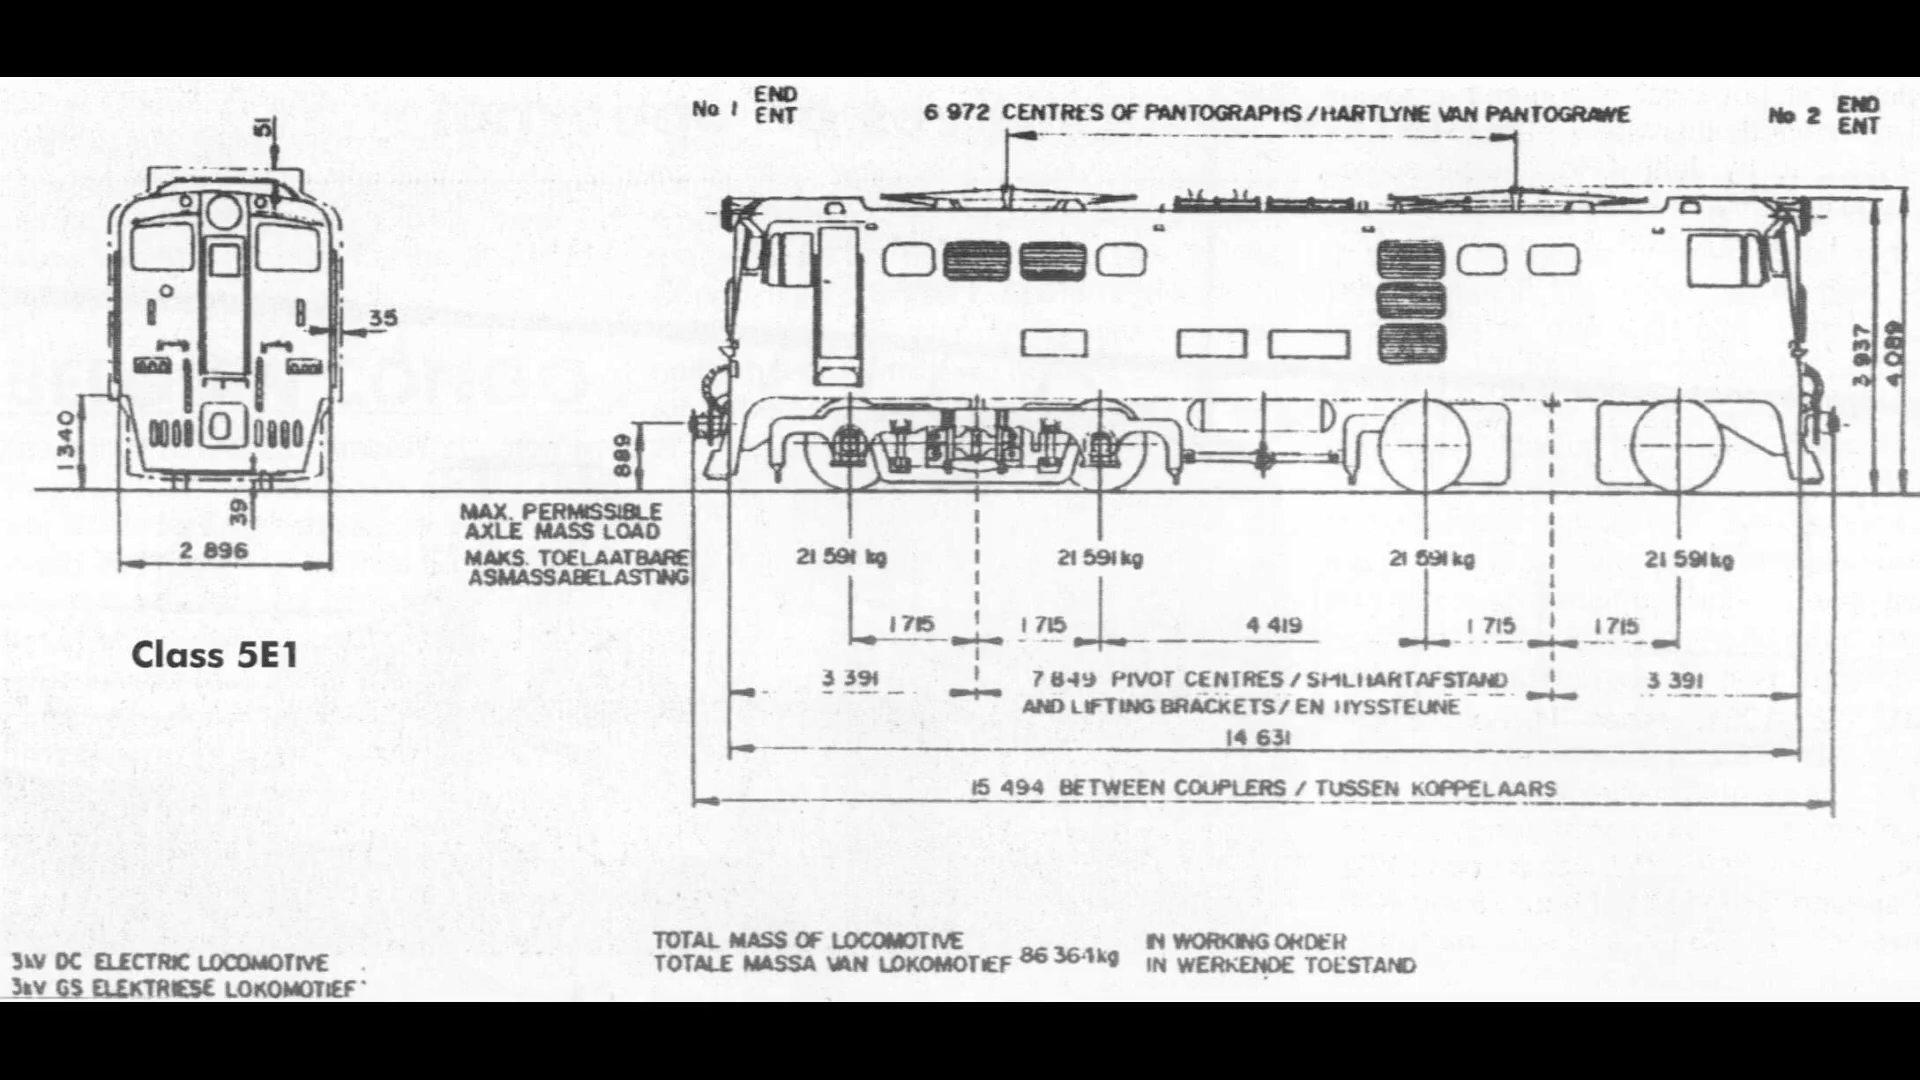 No 1 END
ENT
6 972 CENTRES OF PANTOGRAPHS / HARTLYNE VAN PANTOGRAWE
No 2 END
ENT
51
35
1 340
39
2 896
889
3 937
4 089
MAX. PERMISSIBLE
AXLE MASS LOAD
MAKS. TOELAATBARE
ASMASSABELASTING
21 591 kg
21 591 kg
21 591 kg
21 591 kg
1 715
1 715
4 419
1 715
1 715
Class 5E1
3 391
7 849 PIVOT CENTRES / SPILHARTAFSTAND
3 391
AND LIFTING BRACKETS / EN HYSSTEUNE
14 631
15 494 BETWEEN COUPLERS / TUSSEN KOPPELAARS
TOTAL MASS OF LOCOMOTIVE
TOTALE MASSA VAN LOKOMOTIEF
86 364 kg
IN WORKING ORDER
IN WERKENDE TOESTAND
3kV DC ELECTRIC LOCOMOTIVE
3kV GS ELEKTRIESE LOKOMOTIEF